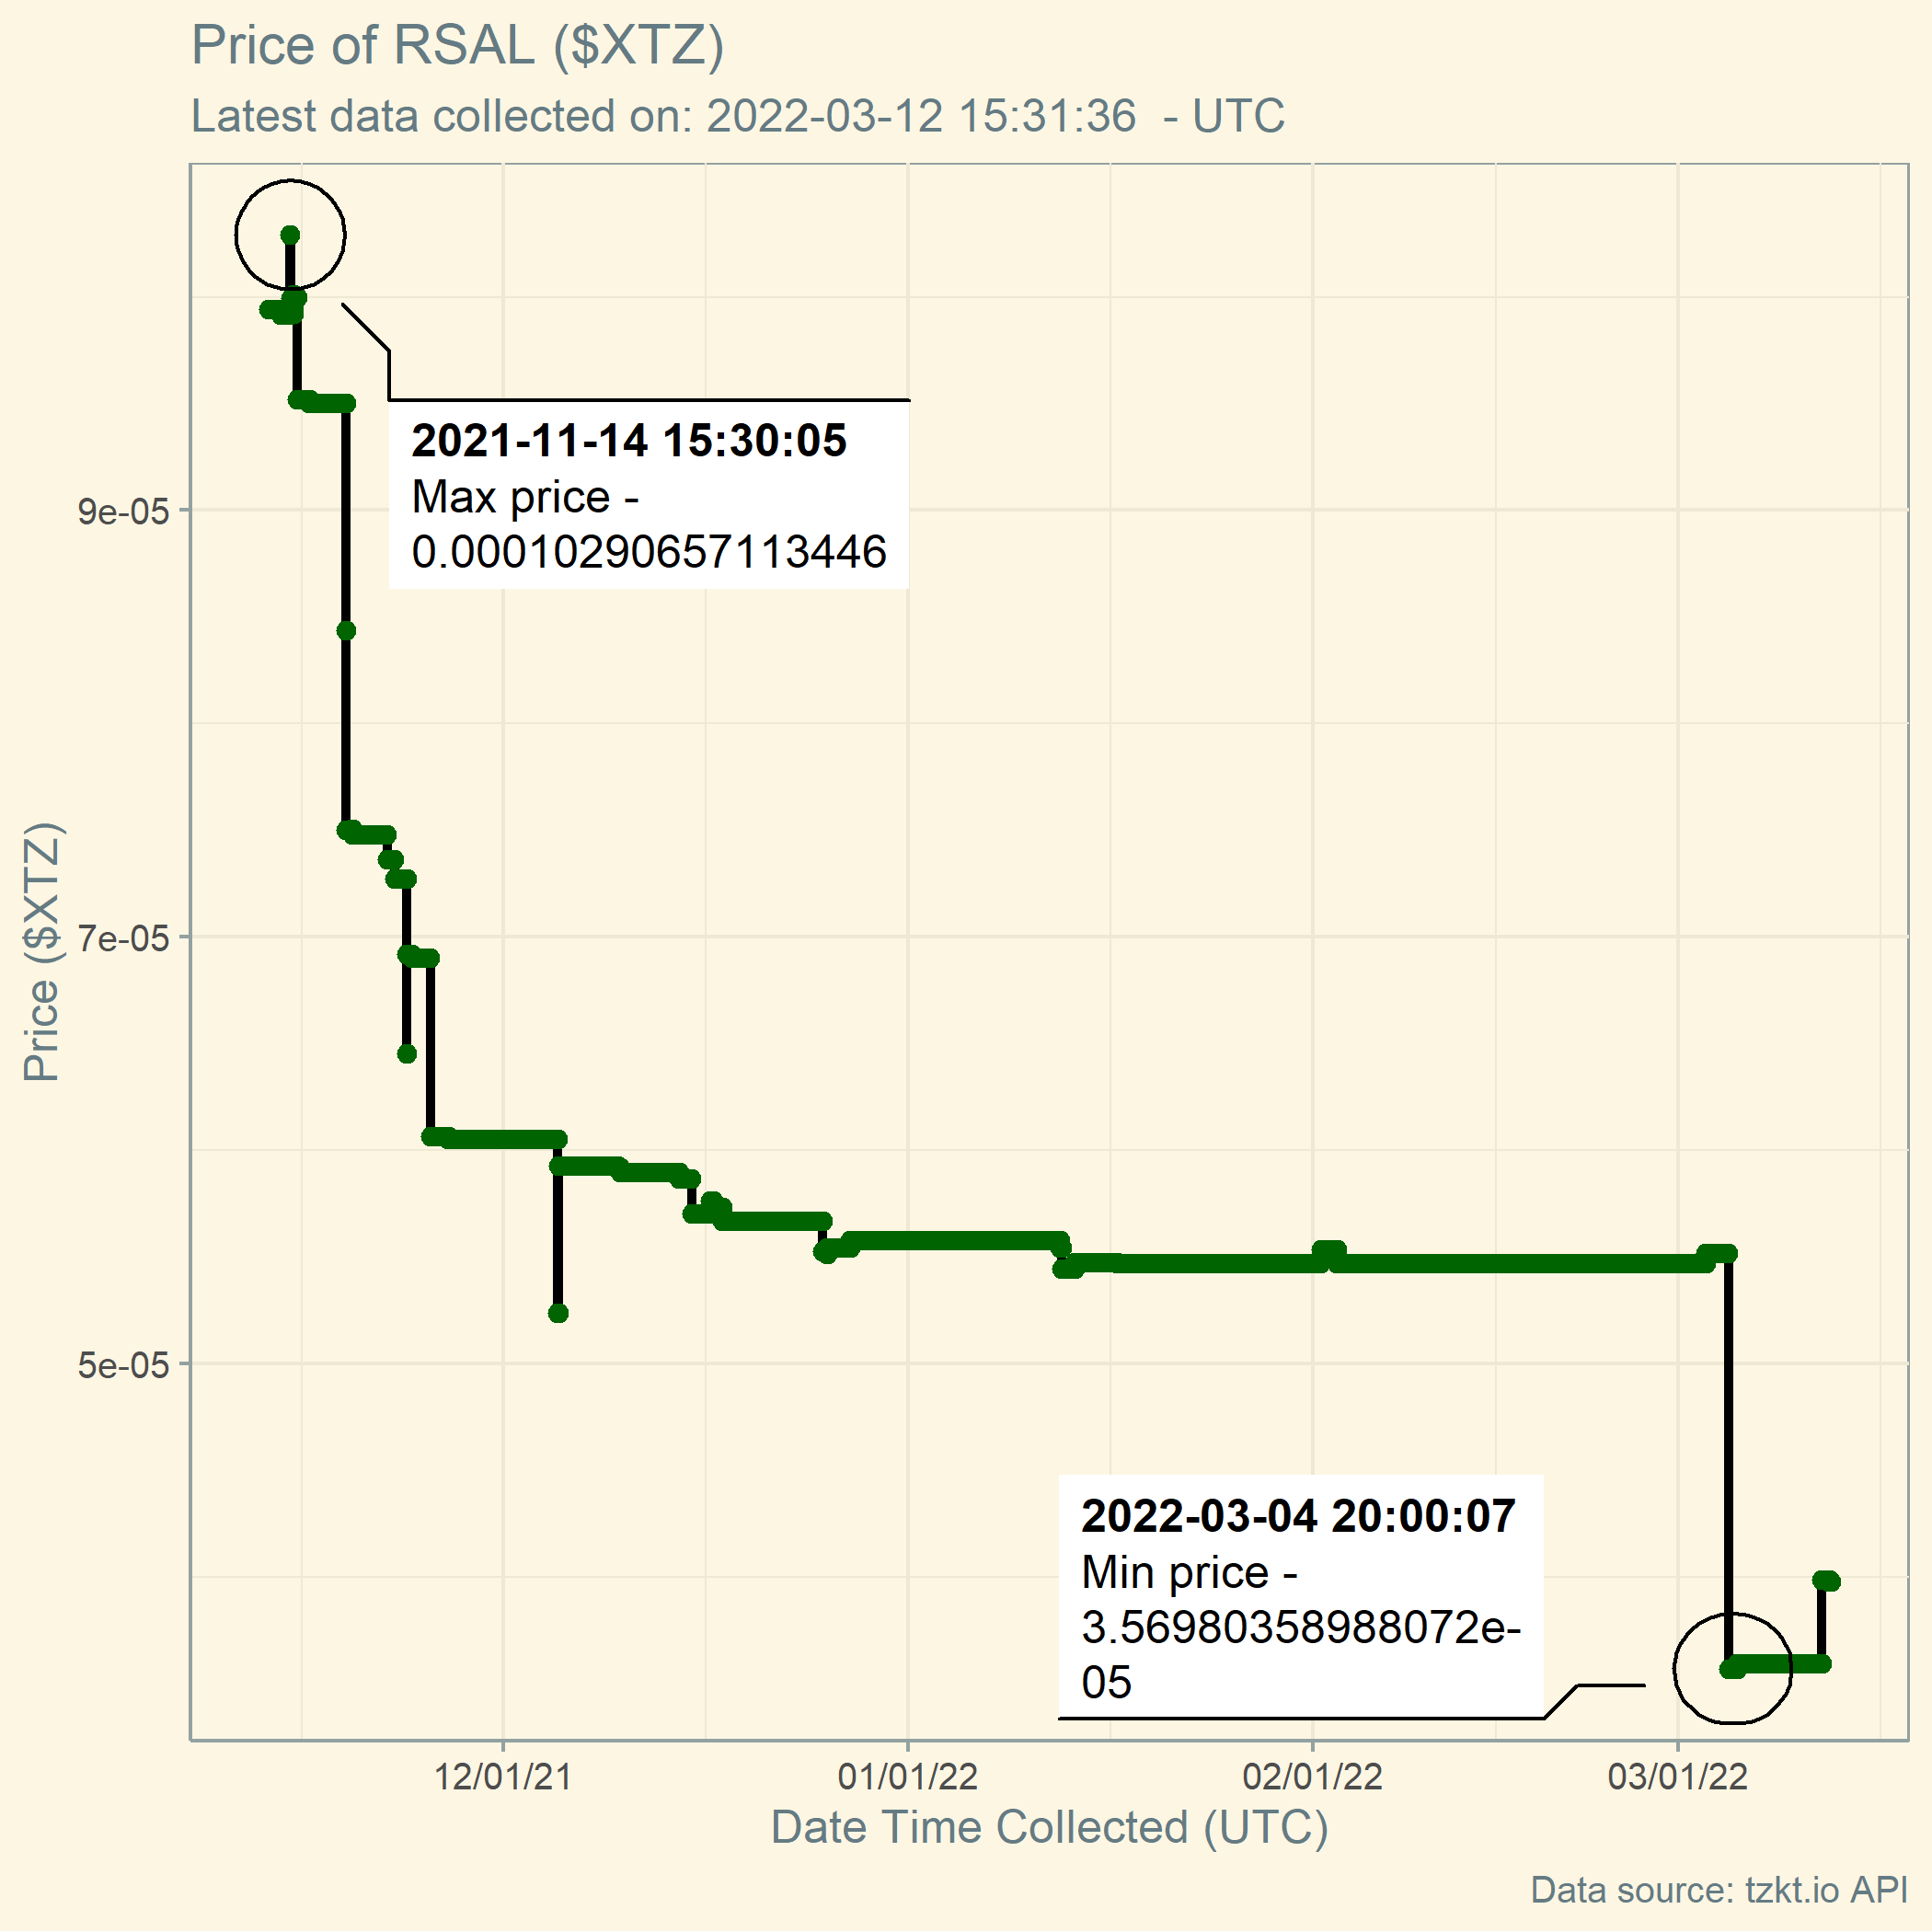 Price of RSAL ($XTZ)
Latest data collected on: 2022-03-12 15:31:36  - UTC
2021-11-14 15:30:05
Max price -
0.000102906571134​46
9e-05
Price ($XTZ)
7e-05
5e-05
2022-03-04 20:00:07
Min price -
3.56980358988072e-
05
12/01/21
01/01/22
02/01/22
03/01/22
Date Time Collected (UTC)
Data source: tzkt.io API